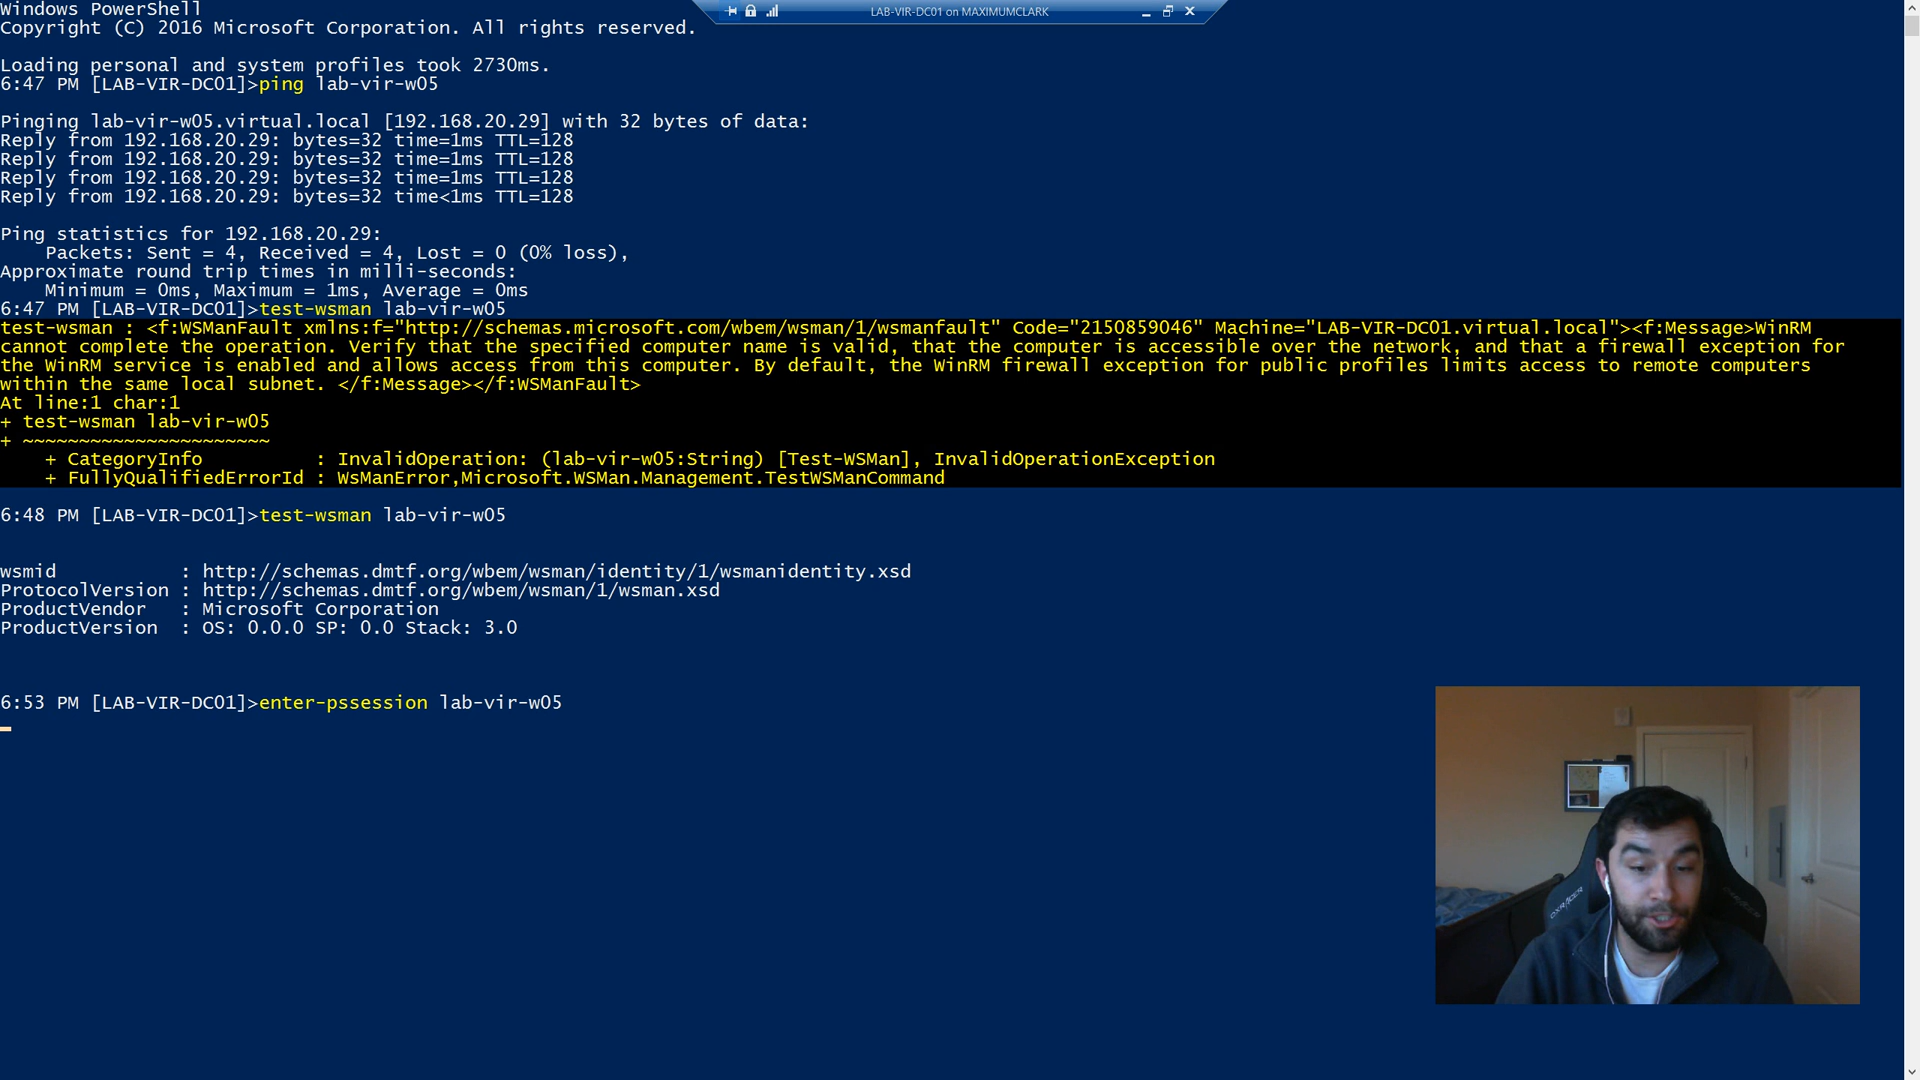 Windows PowerShell
LAB-VIR-DC01 on MAXIMUMCLARK
Copyright (C) 2016 Microsoft Corporation. All rights reserved.
Loading personal and system profiles took 2730ms.
6:47 PM [LAB-VIR-DC01]>ping lab-vir-w05
Pinging lab-vir-w05.virtual.local [192.168.20.29] with 32 bytes of data:
Reply from 192.168.20.29: bytes=32 time=1ms TTL=128
Reply from 192.168.20.29: bytes=32 time=1ms TTL=128
Reply from 192.168.20.29: bytes=32 time=1ms TTL=128
Reply from 192.168.20.29: bytes=32 time<1ms TTL=128
Ping statistics for 192.168.20.29:
    Packets: Sent = 4, Received = 4, Lost = 0 (0% loss),
Approximate round trip times in milli-seconds:
    Minimum = 0ms, Maximum = 1ms, Average = 0ms
6:47 PM [LAB-VIR-DC01]>test-wsman lab-vir-w05
test-wsman : <f:WSManFault xmlns:f="http://schemas.microsoft.com/wbem/wsman/1/wsmanfault" Code="2150859046" Machine="LAB-VIR-DC01.virtual.local"><f:Message>WinRM
cannot complete the operation. Verify that the specified computer name is valid, that the computer is accessible over the network, and that a firewall exception for
the WinRM service is enabled and allows access from this computer. By default, the WinRM firewall exception for public profiles limits access to remote computers
within the same local subnet. </f:Message></f:WSManFault>
At line:1 char:1
+ test-wsman lab-vir-w05
+ ~~~~~~~~~~~~~~~~~~~~~~
    + CategoryInfo          : InvalidOperation: (lab-vir-w05:String) [Test-WSMan], InvalidOperationException
    + FullyQualifiedErrorId : WsManError,Microsoft.WSMan.Management.TestWSManCommand
6:48 PM [LAB-VIR-DC01]>test-wsman lab-vir-w05
wsmid           : http://schemas.dmtf.org/wbem/wsman/identity/1/wsmanidentity.xsd
ProtocolVersion : http://schemas.dmtf.org/wbem/wsman/1/wsman.xsd
ProductVendor   : Microsoft Corporation
ProductVersion  : OS: 0.0.0 SP: 0.0 Stack: 3.0
6:53 PM [LAB-VIR-DC01]>enter-pssession lab-vir-w05
OXRACER